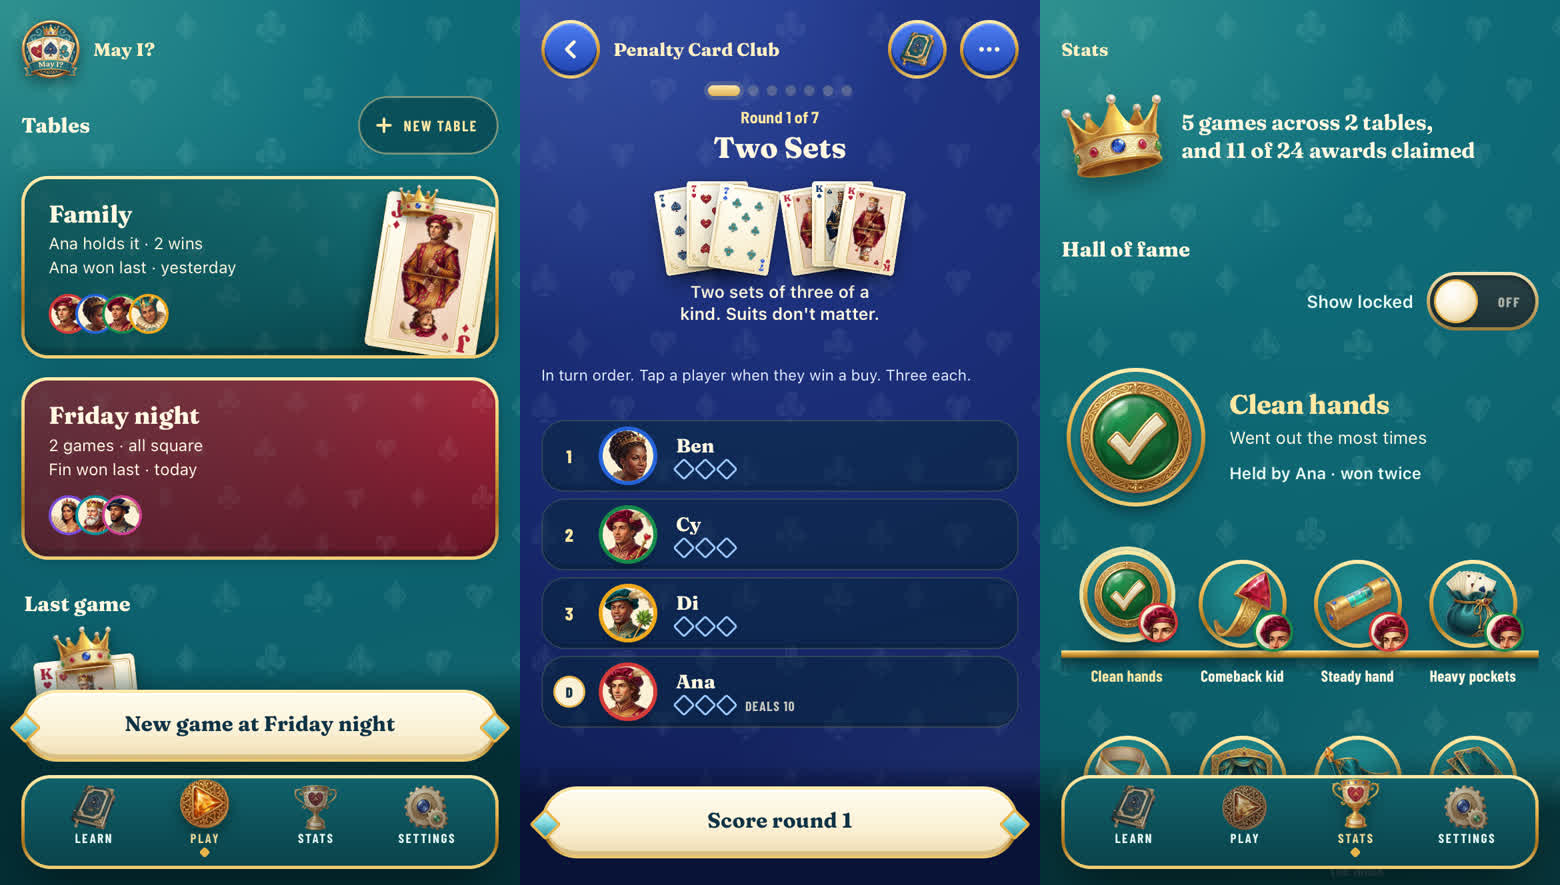 May I?
May I?
Tables
+ NEW TABLE
Family
Ana holds it · 2 wins
Ana won last · yesterday
J
J
Friday night
2 games · all square
Fin won last · today
Last game
K
New game at Friday night
LEARN
PLAY
STATS
SETTINGS
Penalty Card Club
Round 1 of 7
Two Sets
7 7 7 K K K
7 K
Two sets of three of a
kind. Suits don't matter.
In turn order. Tap a player when they win a buy. Three each.
1
Ben
2
Cy
3
Di
D
Ana
DEALS 10
Score round 1
Stats
5 games across 2 tables,
and 11 of 24 awards claimed
Hall of fame
Show locked
OFF
Clean hands
Went out the most times
Held by Ana · won twice
Clean hands
Comeback kid
Steady hand
Heavy pockets
LEARN
PLAY
STATS
SETTINGS